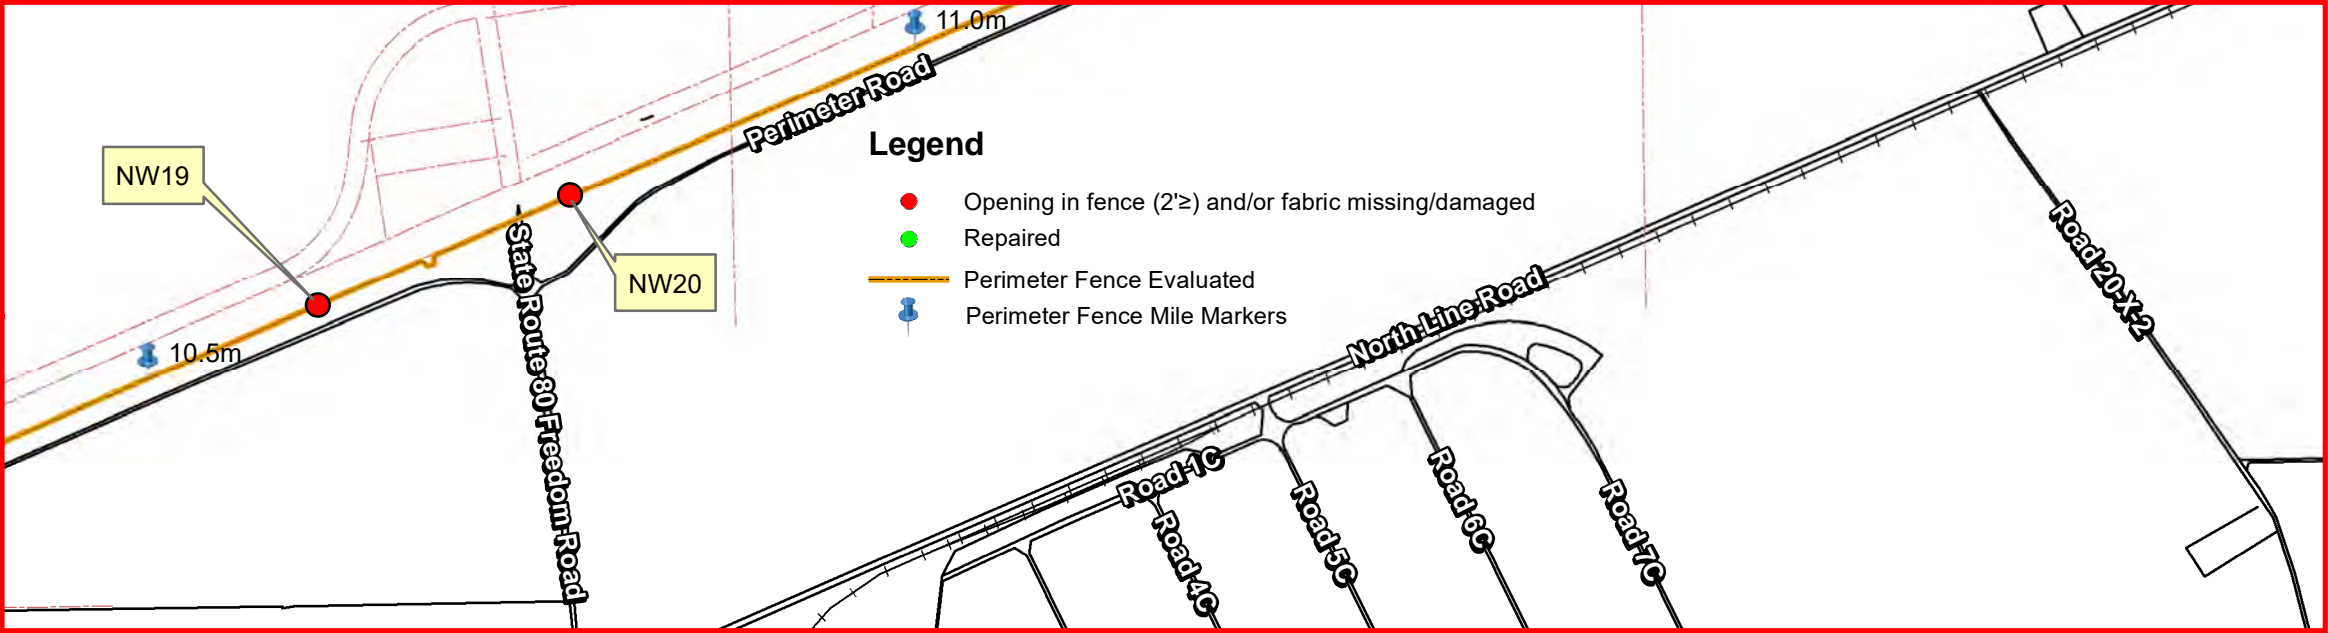 11.0m
Perimeter Road
Legend
NW19
Opening in fence (2'≥) and/or fabric missing/damaged
Repaired
Perimeter Fence Evaluated
NW20
Perimeter Fence Mile Markers
10.5m
State Route 80 Freedom Road
North Line Road
Road 20-X-2
Road 1C
Road 4C
Road 5C
Road 6C
Road 7C